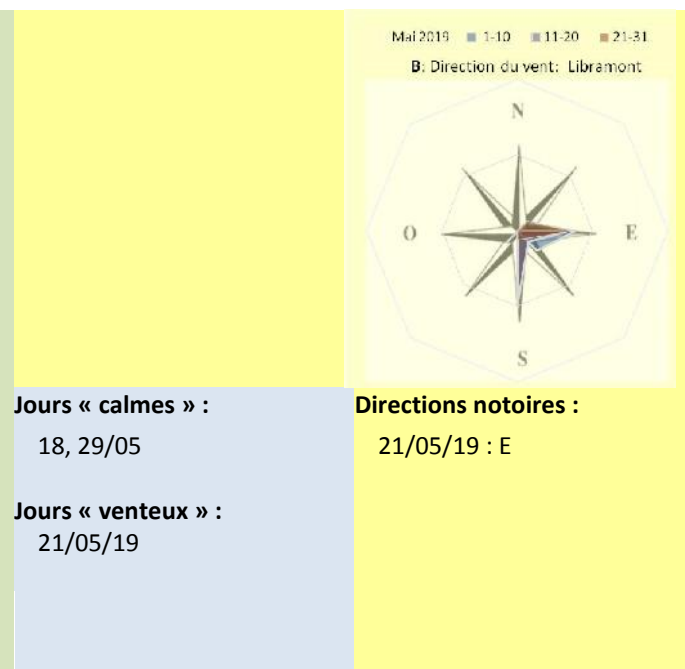 Mai 2019 1-10 11-20 21-31
B: Direction du vent: Libramont
N
O E
S
Jours « calmes » :
18, 29/05
Jours « venteux » :
21/05/19
Directions notoires :
21/05/19 : E